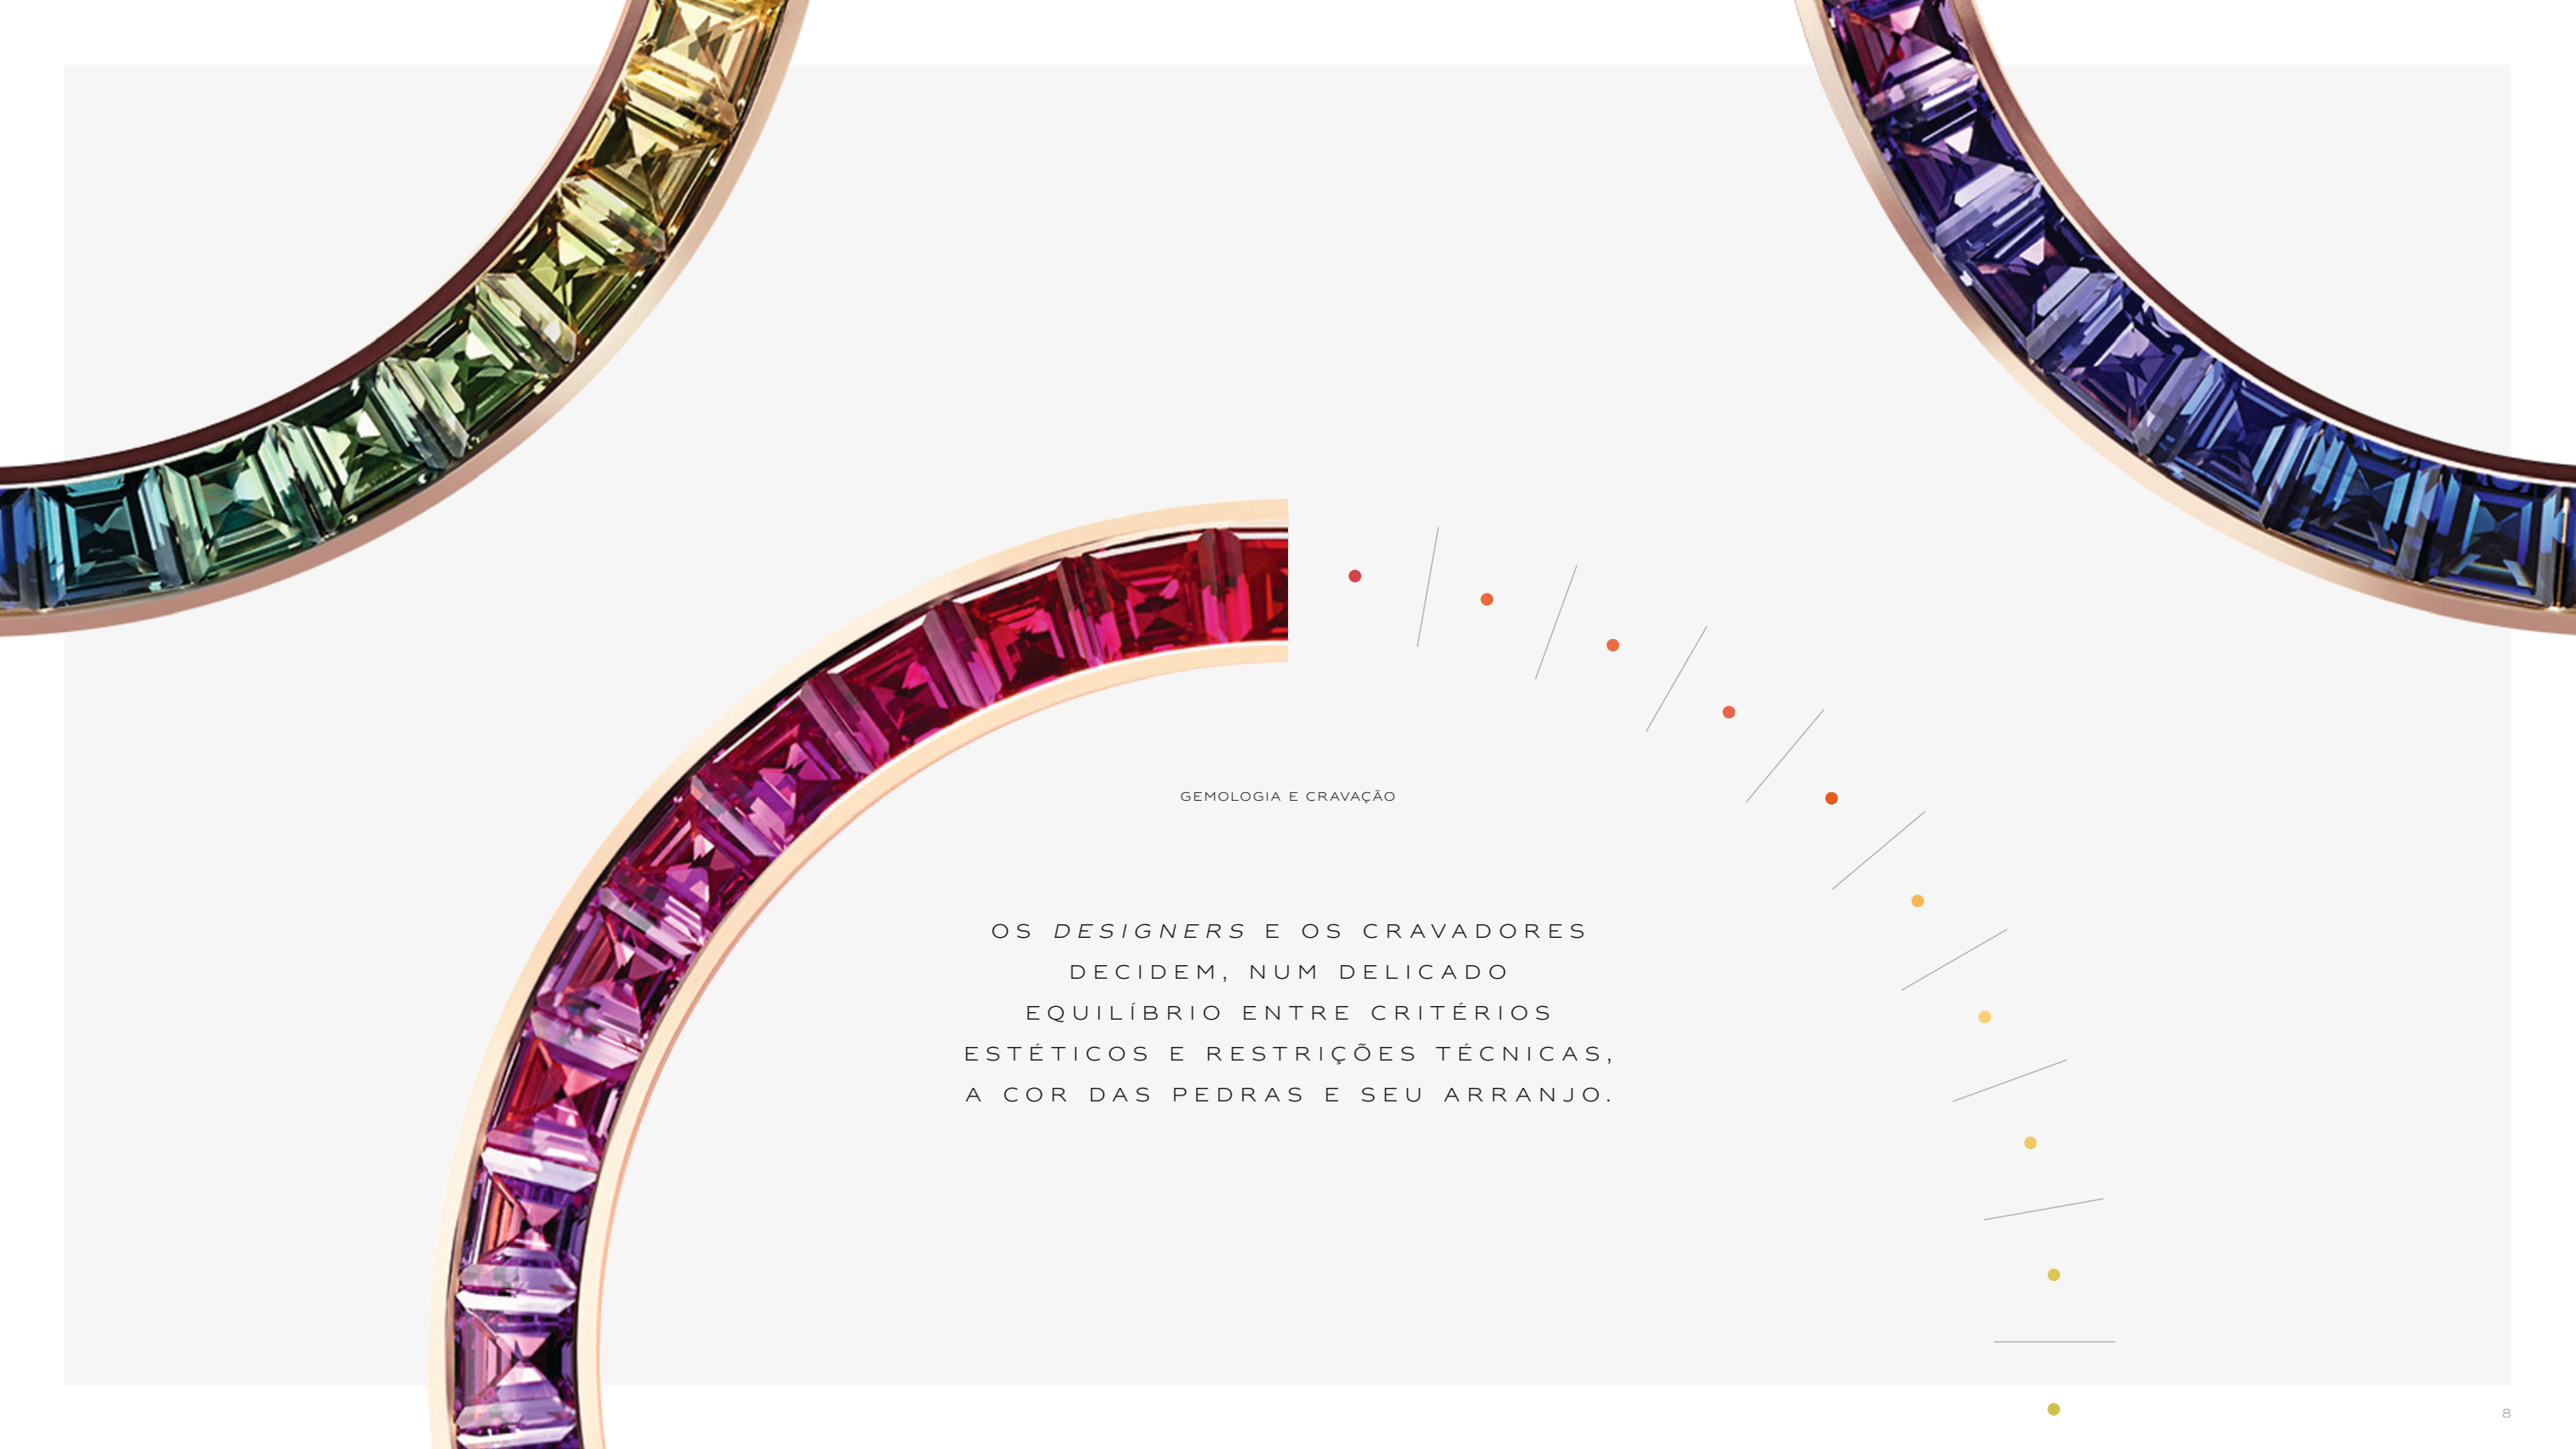 GEMOLOGIA E CRAVAÇÃO
OS DESIGNERS E OS CRAVADORES
DECIDEM, NUM DELICADO
EQUILÍBRIO ENTRE CRITÉRIOS
ESTÉTICOS E RESTRIÇÕES TÉCNICAS,
A COR DAS PEDRAS E SEU ARRANJO.
8